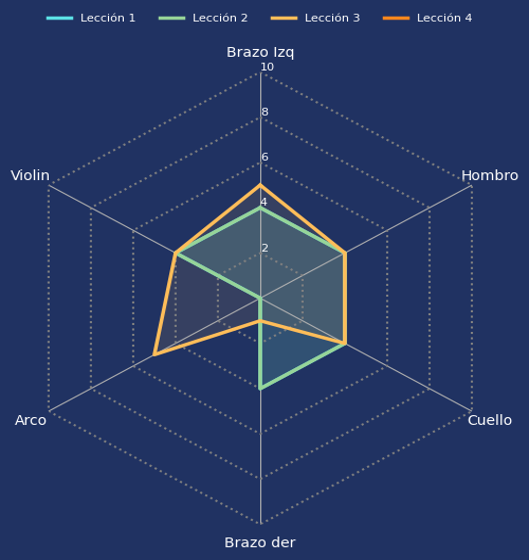 Lección 1 Lección 2 Lección 3 Lección 4
Brazo Izq
10
8
6
4
2
Violin
Hombro
Arco
Cuello
Brazo der